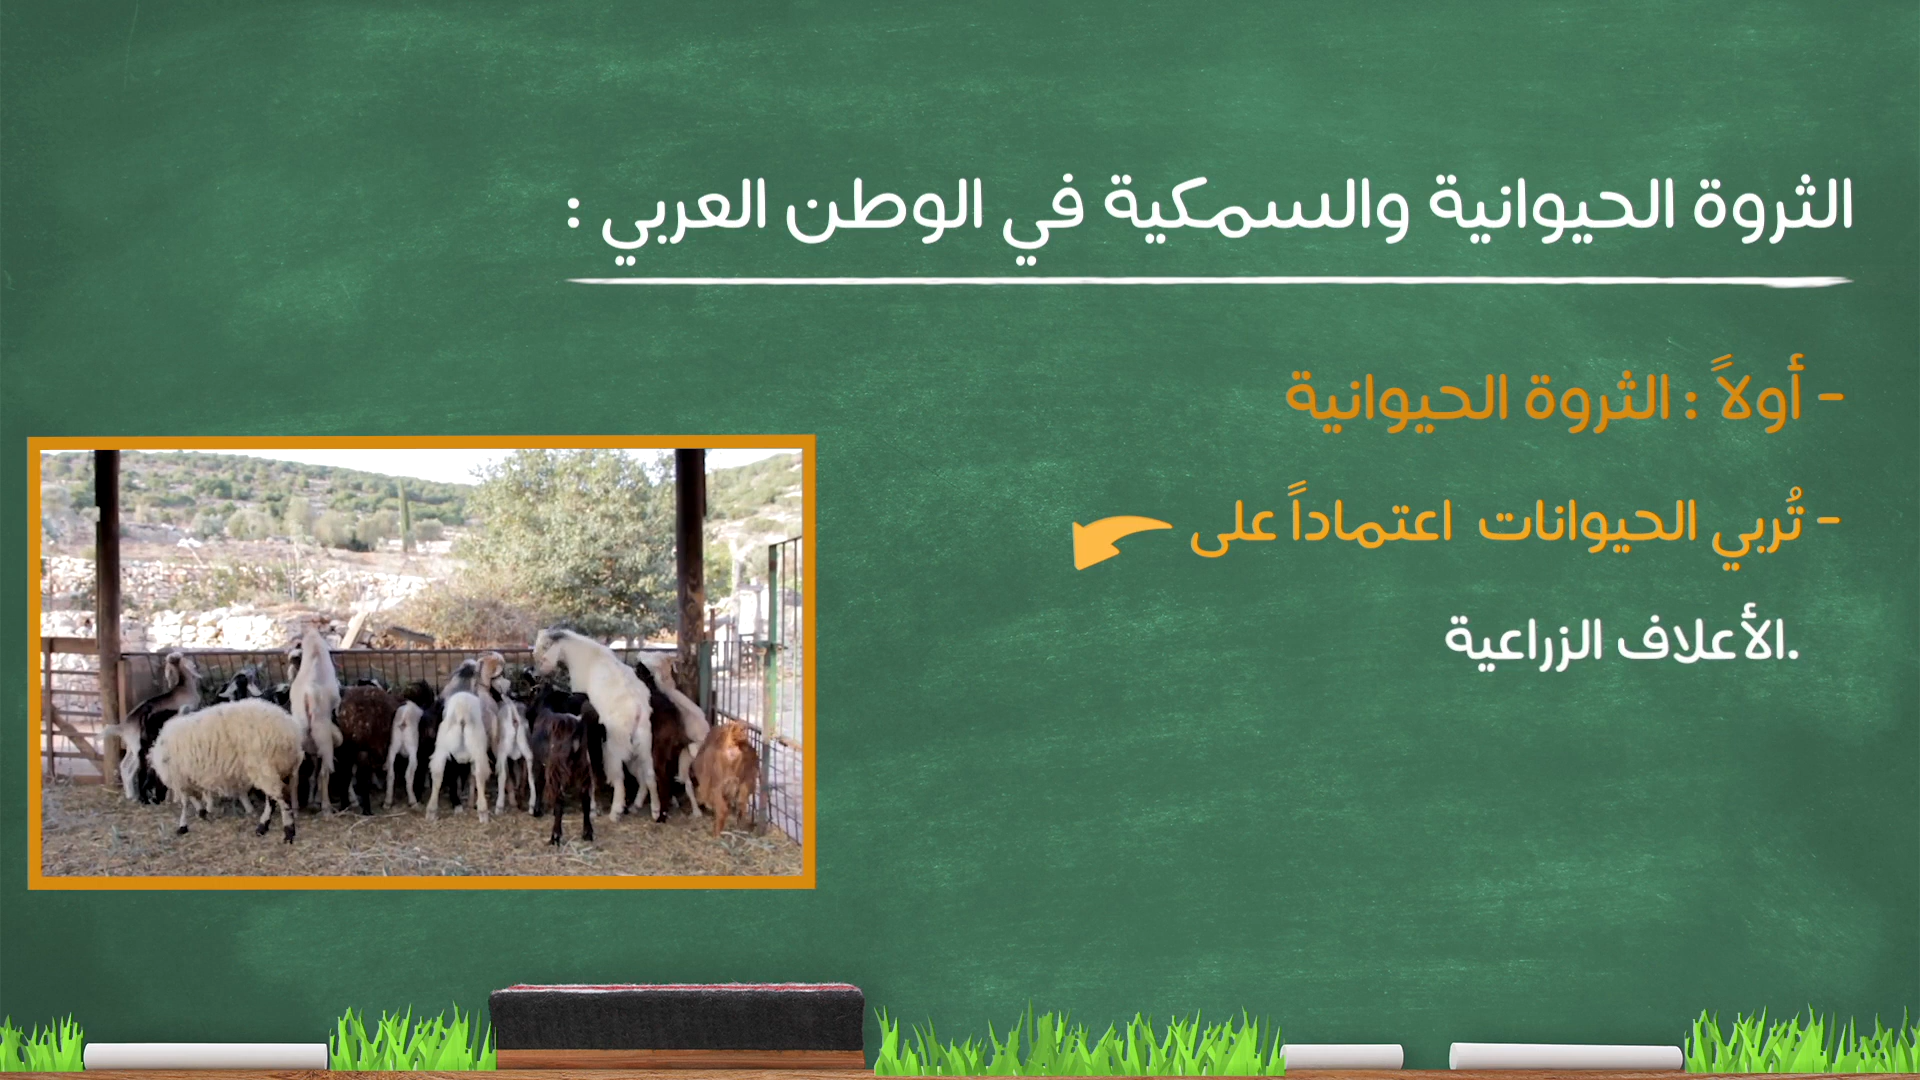 الثروة الحيوانية والسمكية في الوطن العربي :
- أولاً : الثروة الحيوانية
- تُربي الحيوانات اعتماداً على
.الأعلاف الزراعية